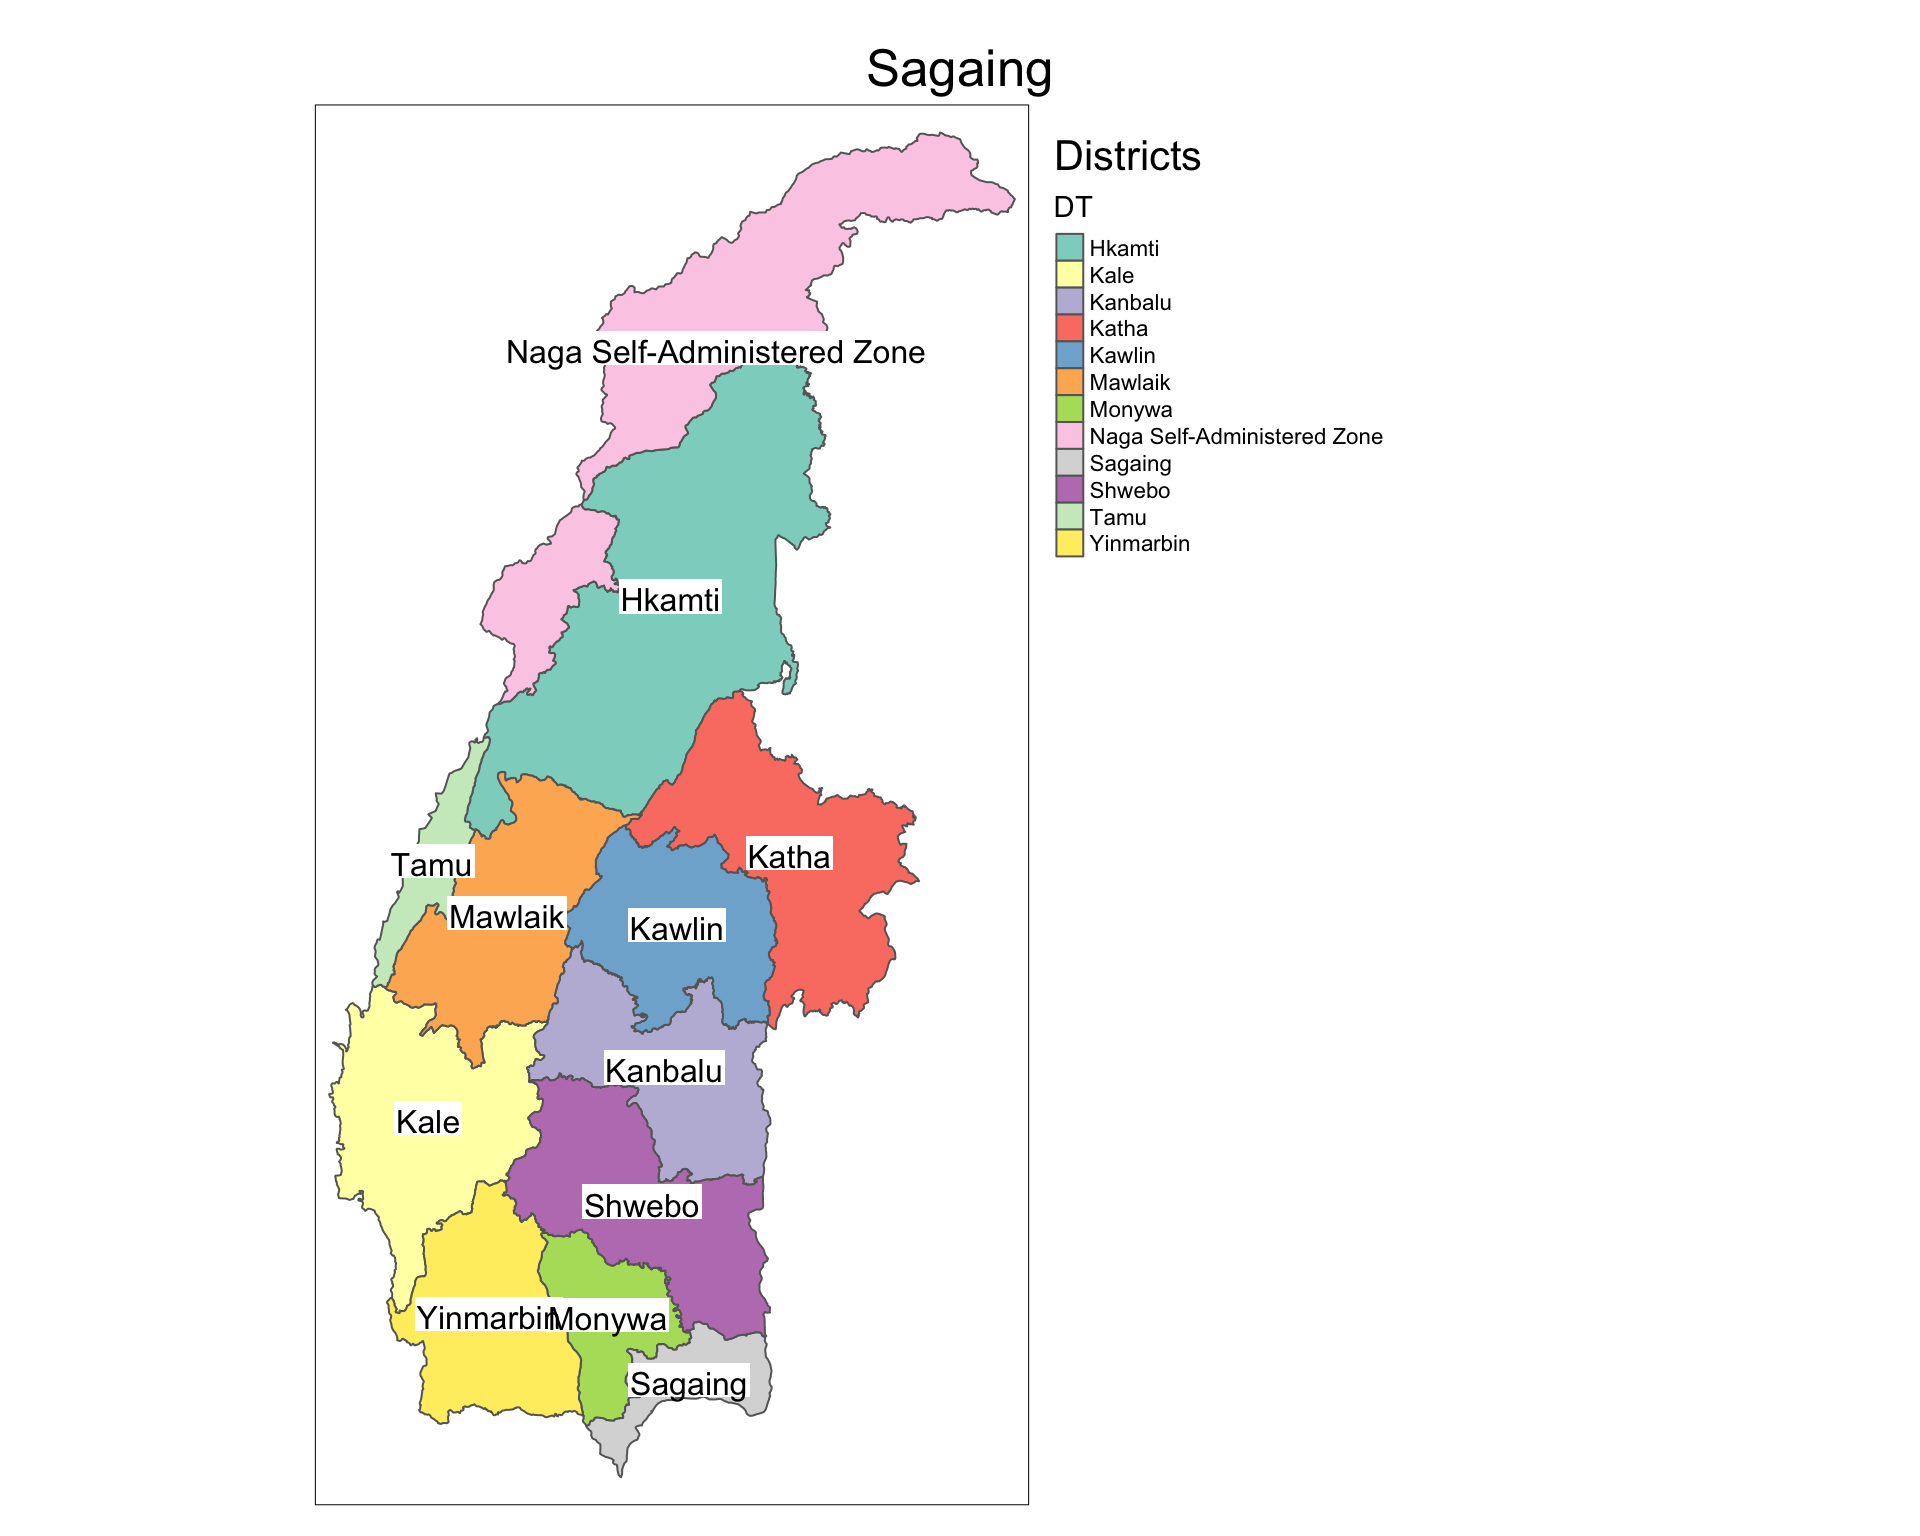 Sagaing
Naga Self-Administered Zone
Hkamti
Tamu
Katha
Mawlaik
Kawlin
Kanbalu
Kale
Shwebo
Yinmarbin
Monywa
Sagaing
Districts
DT
Hkamti
Kale
Kanbalu
Katha
Kawlin
Mawlaik
Monywa
Naga Self-Administered Zone
Sagaing
Shwebo
Tamu
Yinmarbin